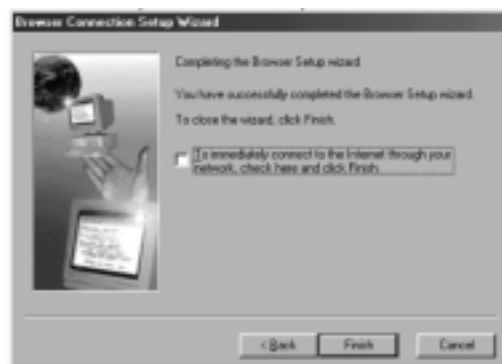 Browser Connection Setup Wizard
Completing the Browser Setup wizard
You have successfully completed the Browser Setup wizard.
To close the wizard, click Finish.
To immediately connect to the Internet through your
network, check here and click Finish.
< Back
Finish
Cancel